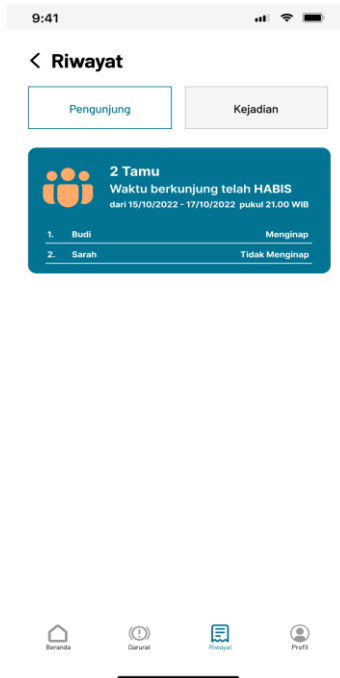 9:41
Riwayat
Pengunjung Kejadian
2 Tamu
Waktu berkunjung telah HABIS
dari 15/10/2022 - 17/10/2022 pukul 21.00 WIB
1. Budi Menginap
2. Sarah Tidak Menginap
Beranda Darurat Riwayat Profil